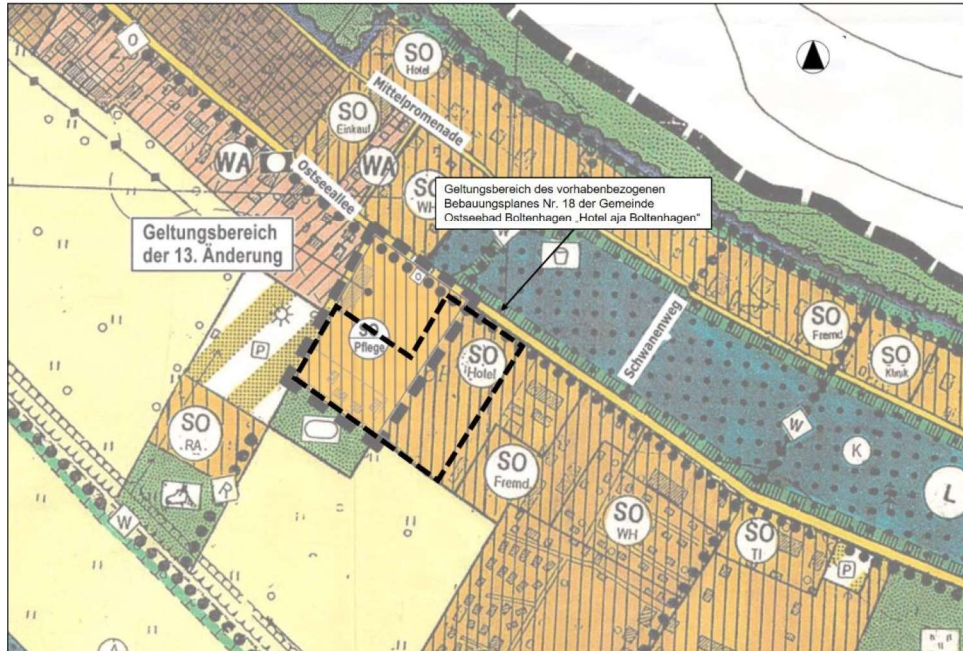 SO
Hotel
O
Mittelpromenade
SO
Einkauf
WA
WA
Ostseeallee
SO
WH
Geltungsbereich des vorhabenbezogenen
Bebauungsplanes Nr. 18 der Gemeinde
Ostseebad Boltenhagen „Hotel aja Boltenhagen“
Geltungsbereich
der 13. Änderung
W
O
Schwanenweg
SO
Fremd
SO
Klinik
SO
Pflege
SO
Hotel
P
SO
RA
R
W
SO
Fremd
W
K
L
SO
WH
SO
TI
P
A